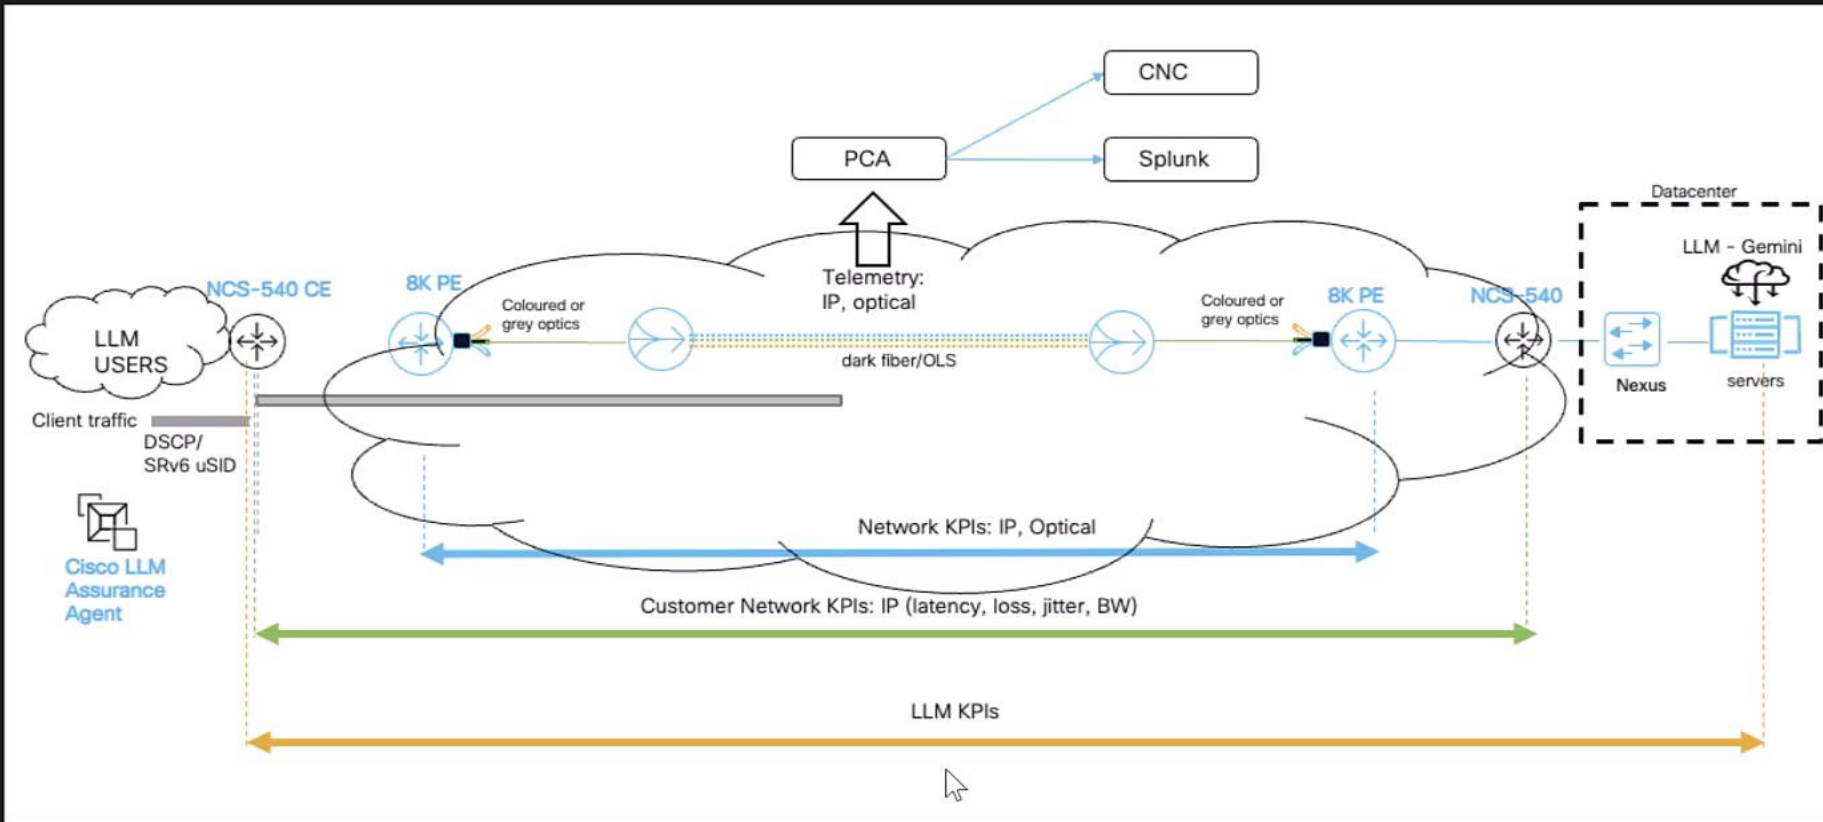 CNC
PCA
Splunk
Datacenter
LLM - Gemini
Telemetry:
IP, optical
NCS-540 CE
8K PE
Coloured or
grey optics
Coloured or
grey optics
8K PE
NCS-540
LLM
USERS
dark fiber/OLS
Nexus
servers
Client traffic
DSCP/
SRv6 uSID
Cisco LLM
Assurance
Agent
Network KPIs: IP, Optical
Customer Network KPIs: IP (latency, loss, jitter, BW)
LLM KPIs